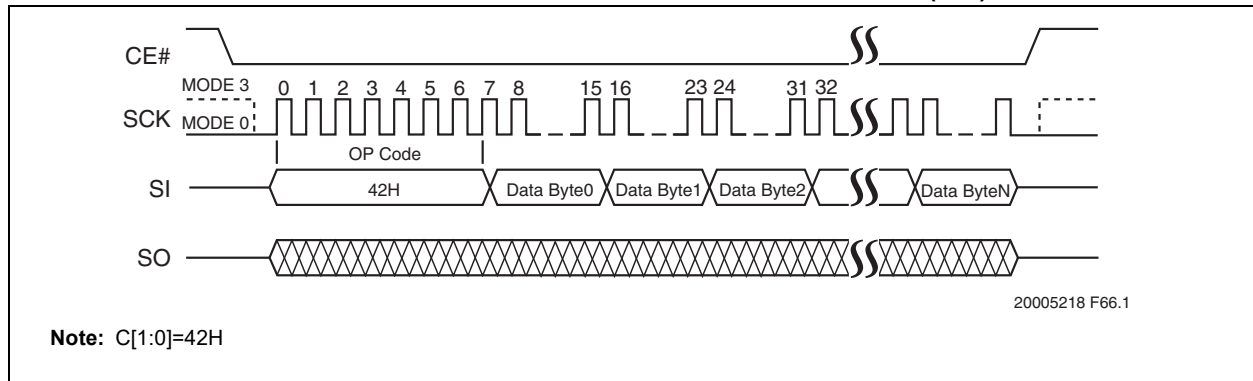 CE#
MODE 3 0 1 2 3 4 5 6 7 8 15 16 23 24 31 32
SCK MODE 0
OP Code
SI 42H Data Byte0 Data Byte1 Data Byte2 Data ByteN
SO
20005218 F66.1
Note: C[1:0]=42H